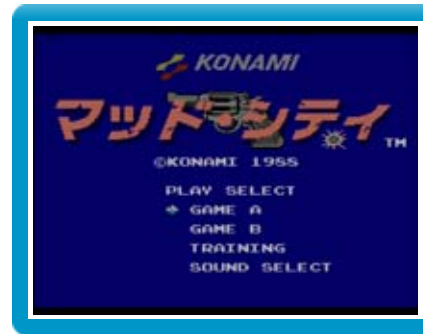 KONAMI
マッド・シティ
TM
©KONAMI 1988
PLAY SELECT
GAME A
GAME B
TRAINING
SOUND SELECT